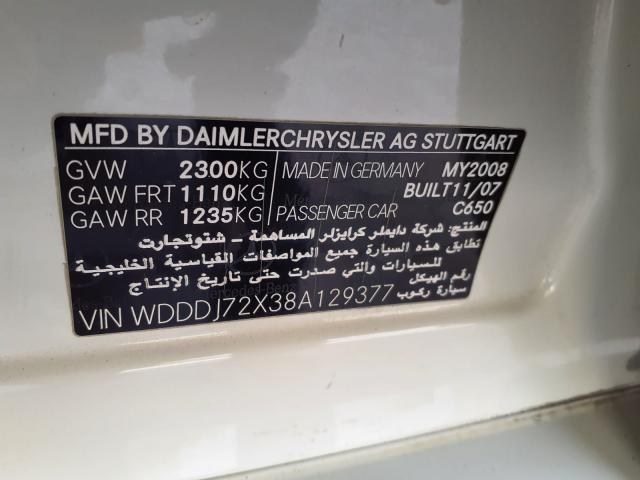 MFD BY DAIMLERCHRYSLER AG STUTTGART
GVW 2300KG MADE IN GERMANY MY2008
GAW FRT 1110KG BUILT11/07
GAW RR 1235KG PASSENGER CAR C650
المنتج: شركة دايملر كرايزلر المساهمة - شتوتجارت
تطابق هذه السيارة جميع المواصفات القياسية الخليجية
للسيارات والتي صدرت حتى تاريخ الإنتاج
رقم الهيكل
سيارة ركوب
VIN WDDDJ72X38A129377